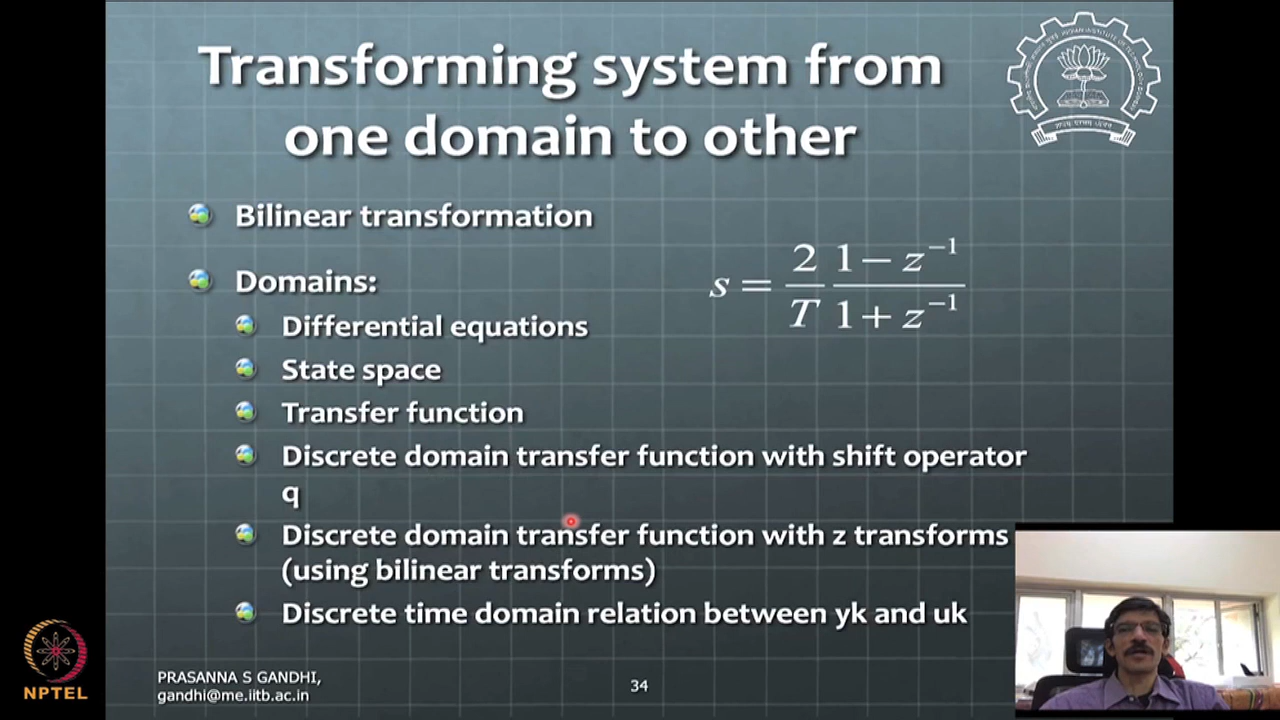 Transforming system from
one domain to other
Bilinear transformation
s = 2/T (1 − z⁻¹)/(1 + z⁻¹)
Domains:
Differential equations
State space
Transfer function
Discrete domain transfer function with shift operator
q
Discrete domain transfer function with z transforms
(using bilinear transforms)
Discrete time domain relation between yk and uk
PRASANNA S GANDHI,
gandhi@me.iitb.ac.in
34
NPTEL